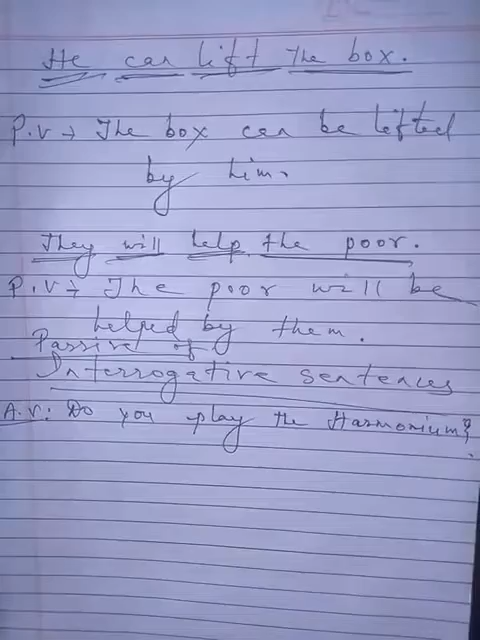 He can lift the box.
P.V → The box can be lifted
by him.
They will help the poor.
P.V → The poor will be
helped by them.
Passive of
Interrogative sentences
A.V: Do you play the Harmonium?